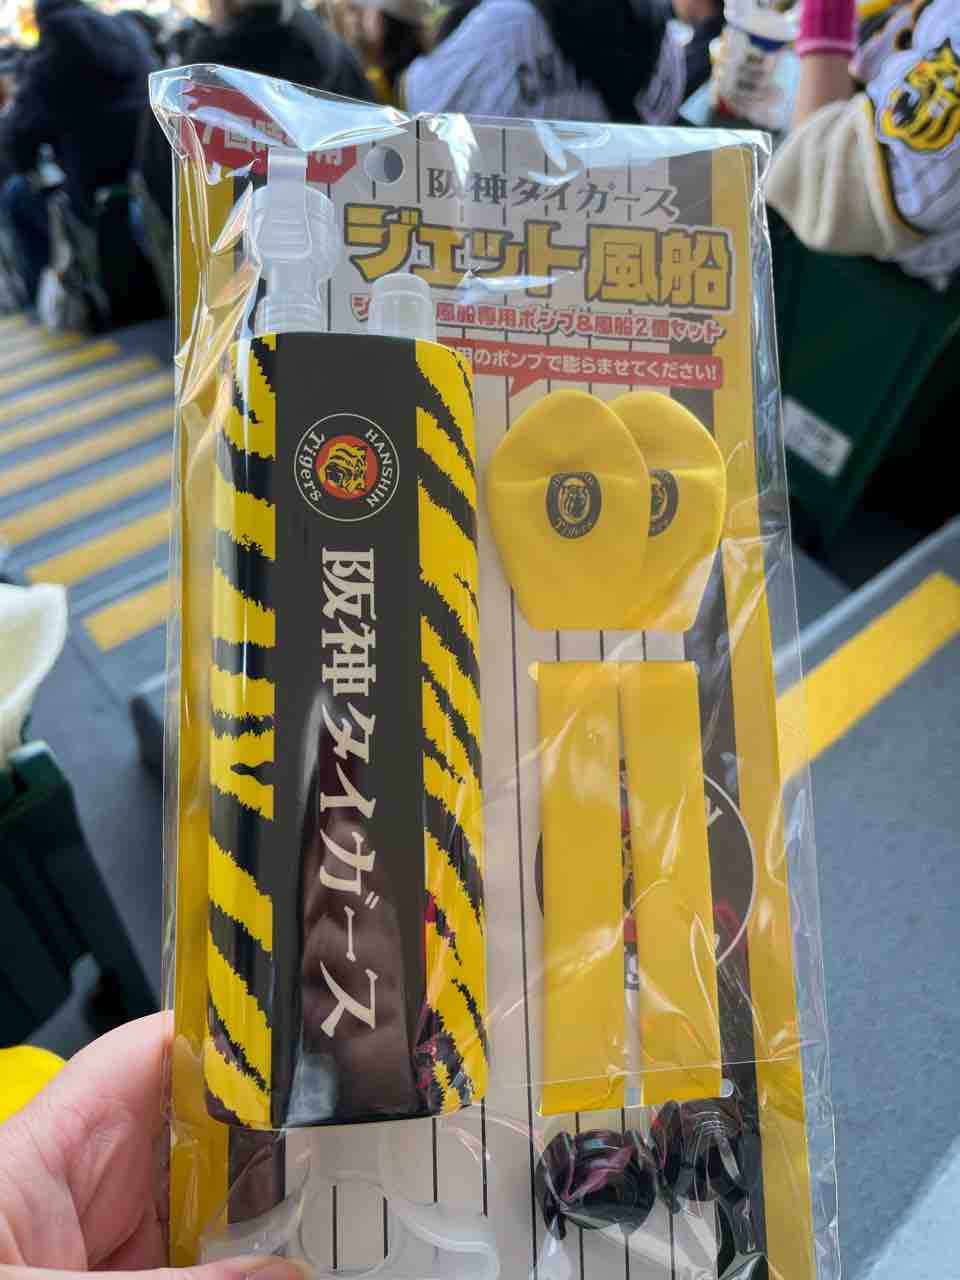 阪神タイガース
ジェット風船
風船専用ポンプ&風船2個セット
のポンプで膨らませてください!
HANSHIN
Tigers
阪神タイガース
Tigers